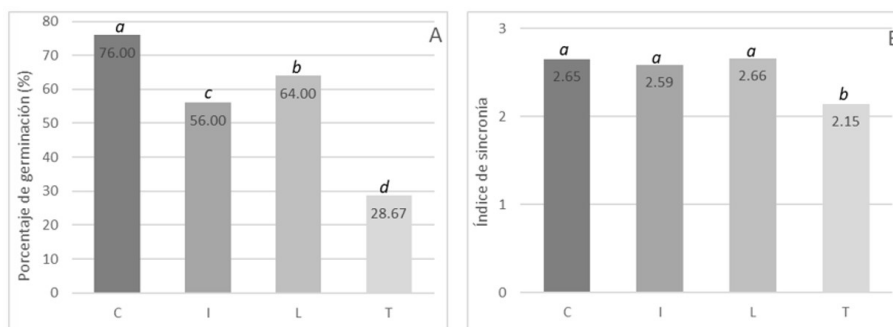 A
Porcentaje de germinación (%)
80
70
60
50
40
30
20
10
0
a
76.00
c
56.00
b
64.00
d
28.67
C I L T
B
Índice de sincronía
3
2
1
0
a
2.65
a
2.59
a
2.66
b
2.15
C I L T